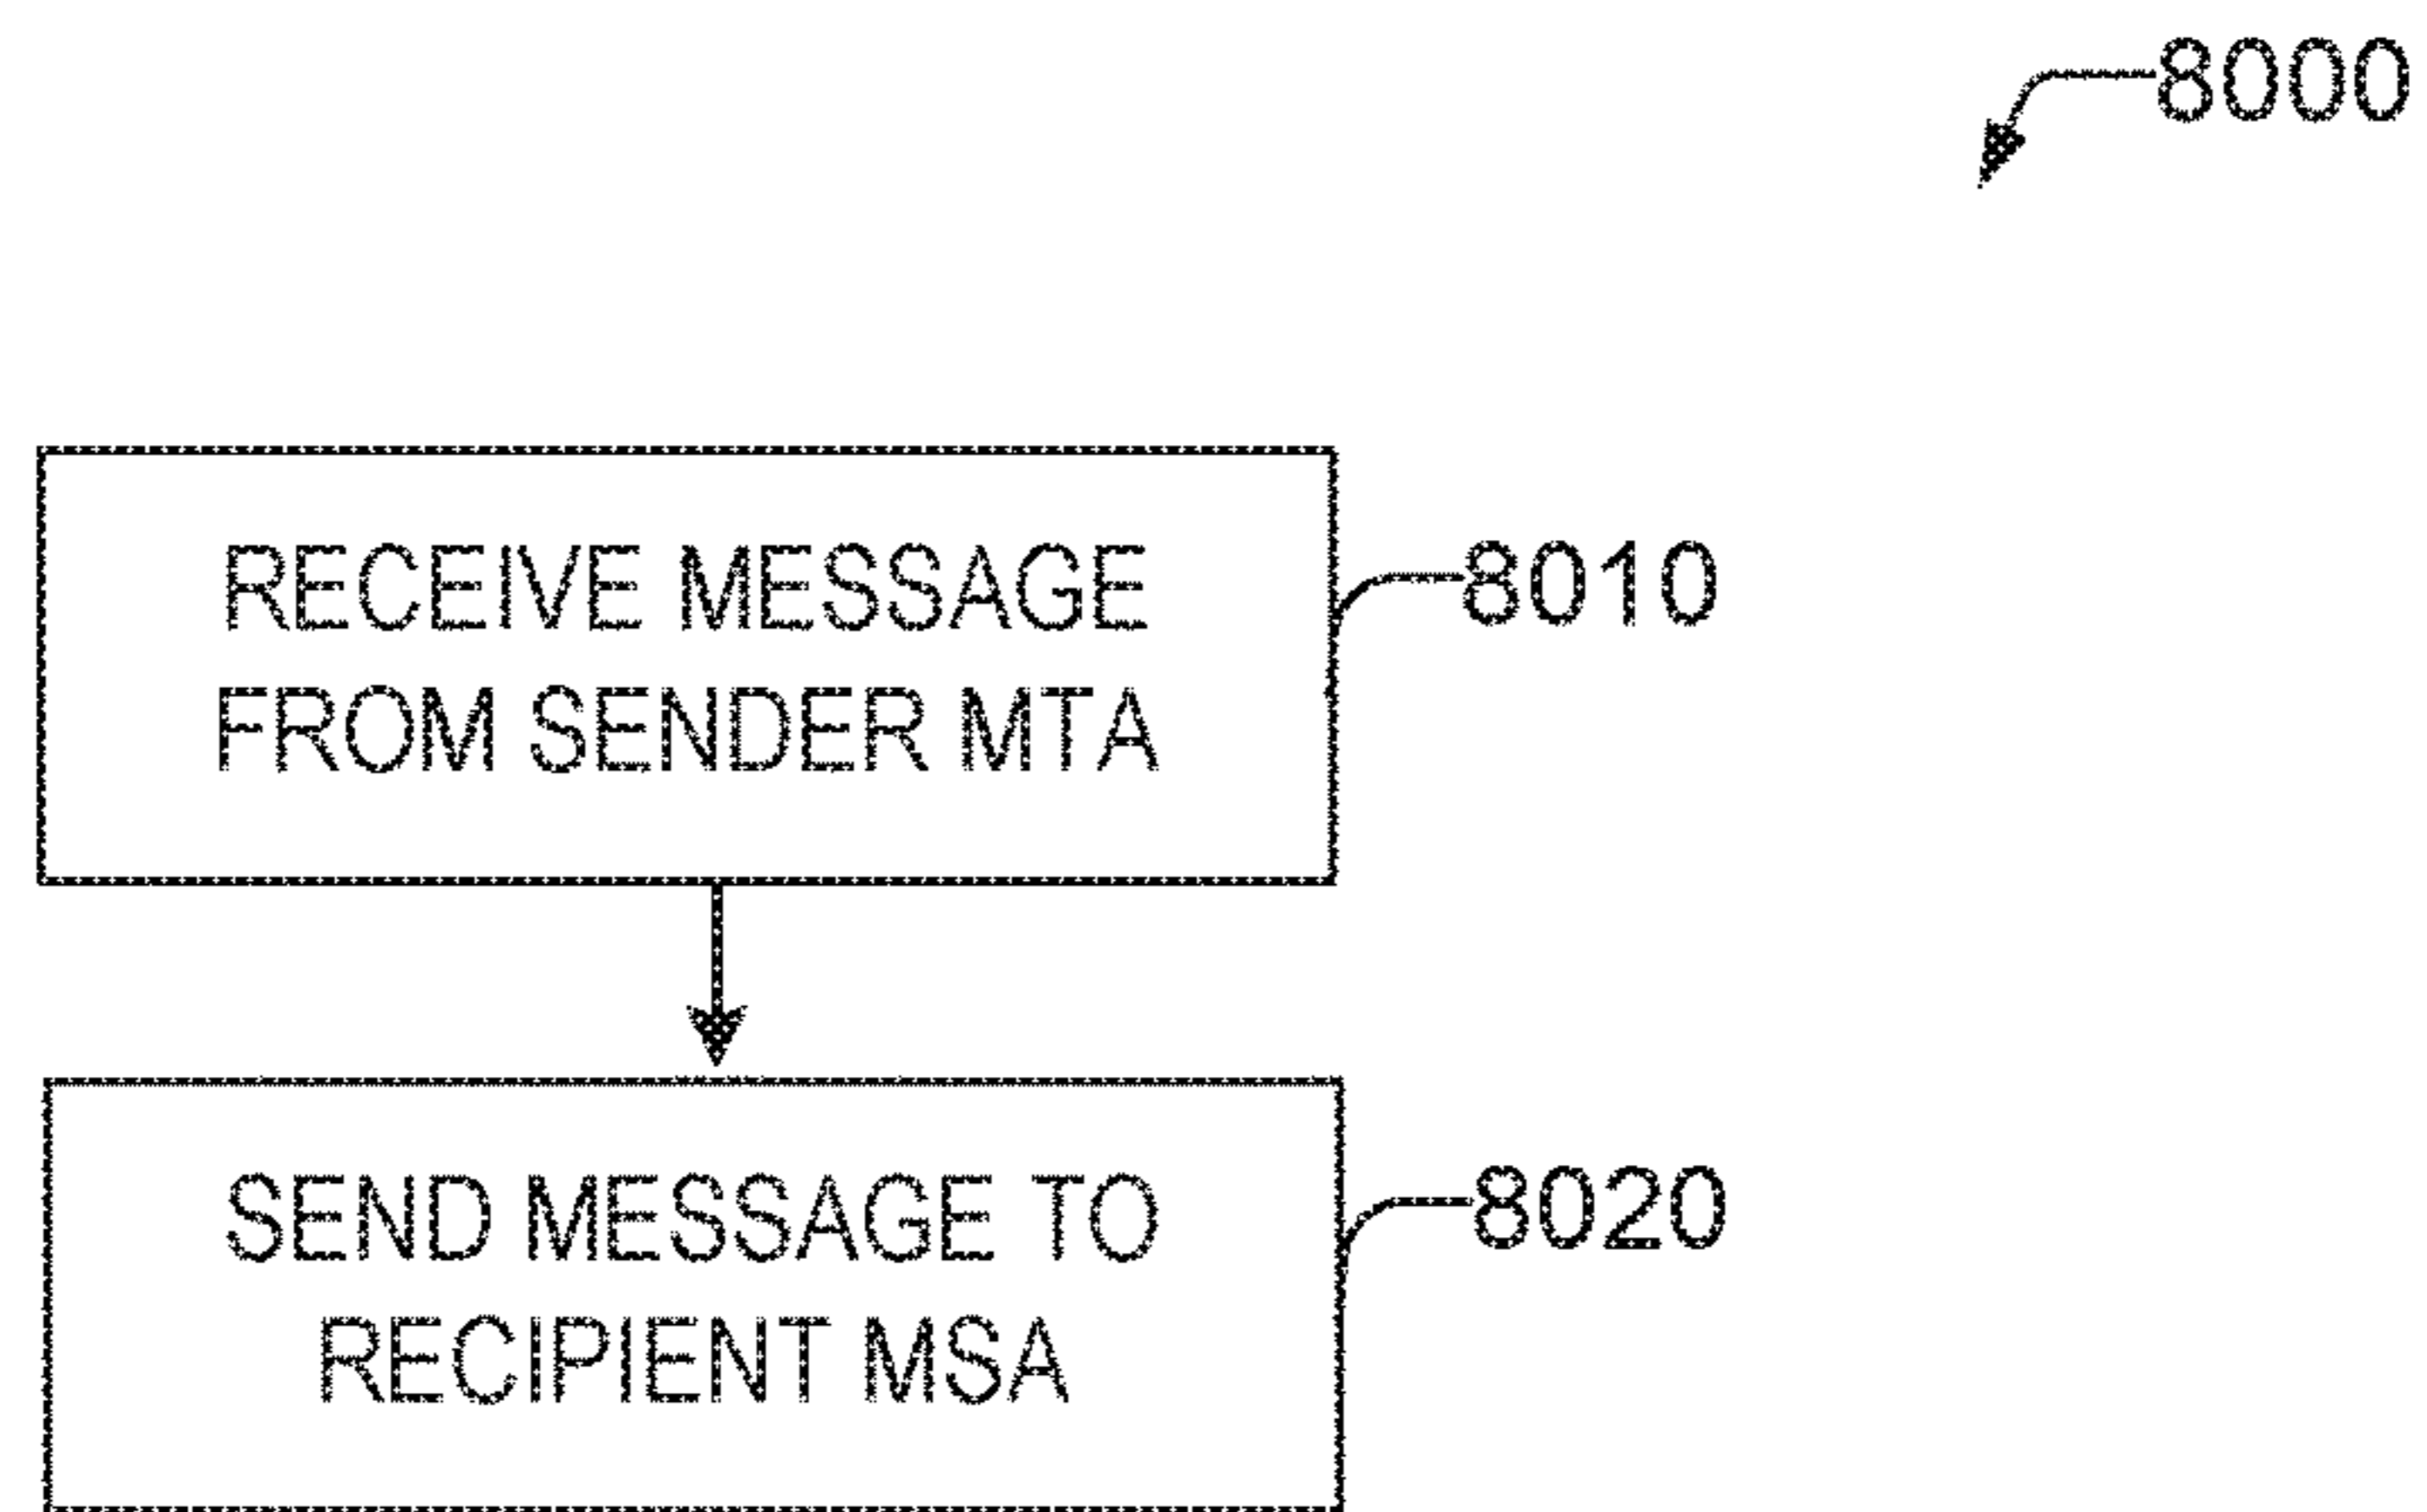 8000
RECEIVE MESSAGE
FROM SENDER MTA
8010
SEND MESSAGE TO
RECIPIENT MSA
8020